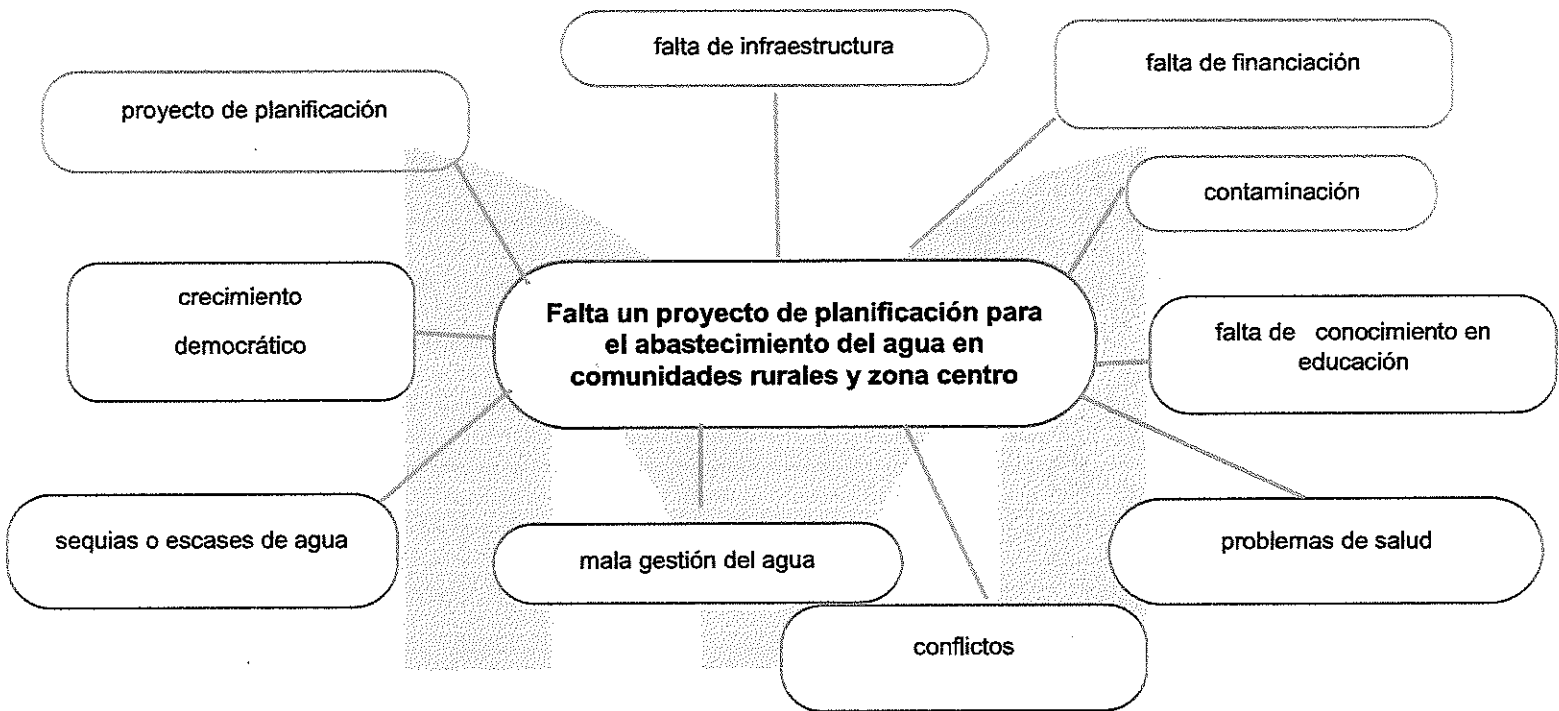 falta de infraestructura
falta de financiación
proyecto de planificación
contaminación
crecimiento
democrático
Falta un proyecto de planificación para
el abastecimiento del agua en
comunidades rurales y zona centro
falta de conocimiento en
educación
sequias o escases de agua
mala gestión del agua
problemas de salud
conflictos